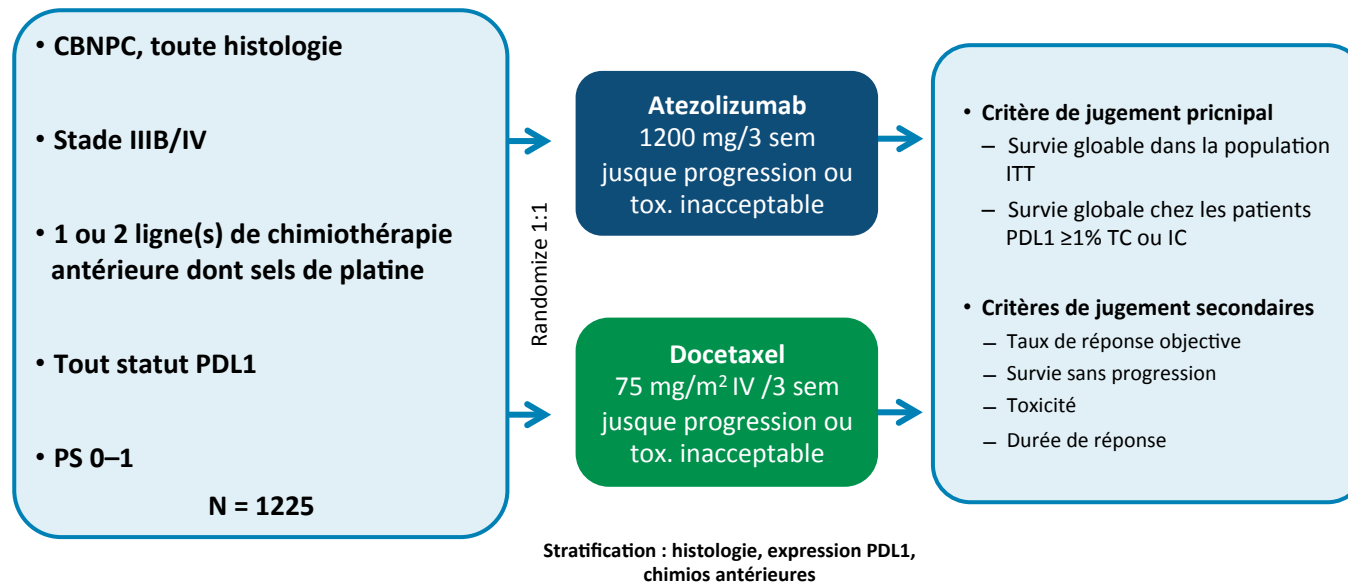 • CBNPC, toute histologie
• Stade IIIB/IV
• 1 ou 2 ligne(s) de chimiothérapie
antérieure dont sels de platine
• Tout statut PDL1
• PS 0–1
N = 1225
Randomize 1:1
Atezolizumab
1200 mg/3 sem
jusque progression ou
tox. inacceptable
Docetaxel
75 mg/m² IV /3 sem
jusque progression ou
tox. inacceptable
Stratification : histologie, expression PDL1,
chimios antérieures
• Critère de jugement pricnipal
– Survie gloable dans la population
ITT
– Survie globale chez les patients
PDL1 ≥1% TC ou IC
• Critères de jugement secondaires
– Taux de réponse objective
– Survie sans progression
– Toxicité
– Durée de réponse